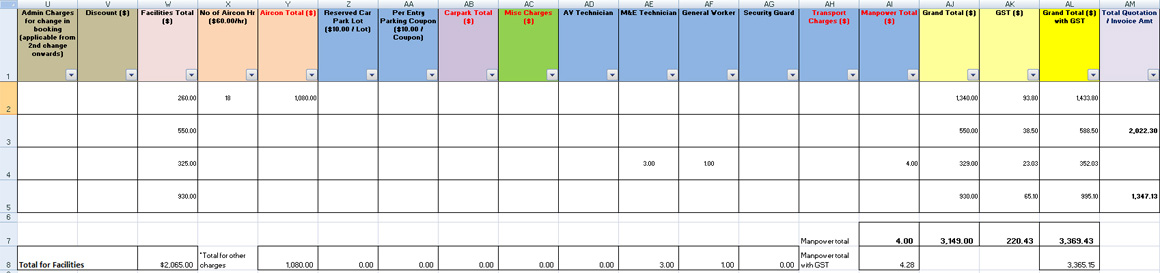 U V W X Y Z AA AB AC AD AE AF AG AH AI AJ AK AL AM
1 Admin Charges for change in booking (applicable from 2nd change onwards) Discount ($) Facilities Total ($) No of Aircon Hr ($60.00/hr) Aircon Total ($) Reserved Car Park Lot ($10.00 / Lot) Per Entry Parking Coupon ($10.00 / Coupon) Carpark Total ($) Misc Charges ($) AV Technician M&E Technician General Worker Security Guard Transport Charges ($) Manpower Total ($) Grand Total ($) GST ($) Grand Total ($) with GST Total Quotation / Invoice Amt
2 260.00 18 1,080.00 1,340.00 93.80 1,433.80
3 550.00 550.00 38.50 588.50 2,022.30
4 325.00 3.00 1.00 4.00 329.00 23.03 352.03
5 930.00 930.00 65.10 995.10 1,347.13
6
7 Manpower total 4.00 3,149.00 220.43 3,369.43
8 Total for Facilities $2,065.00 *Total for other charges 1,080.00 0.00 0.00 0.00 0.00 0.00 3.00 1.00 0.00 Manpower total with GST 4.28 3,365.15